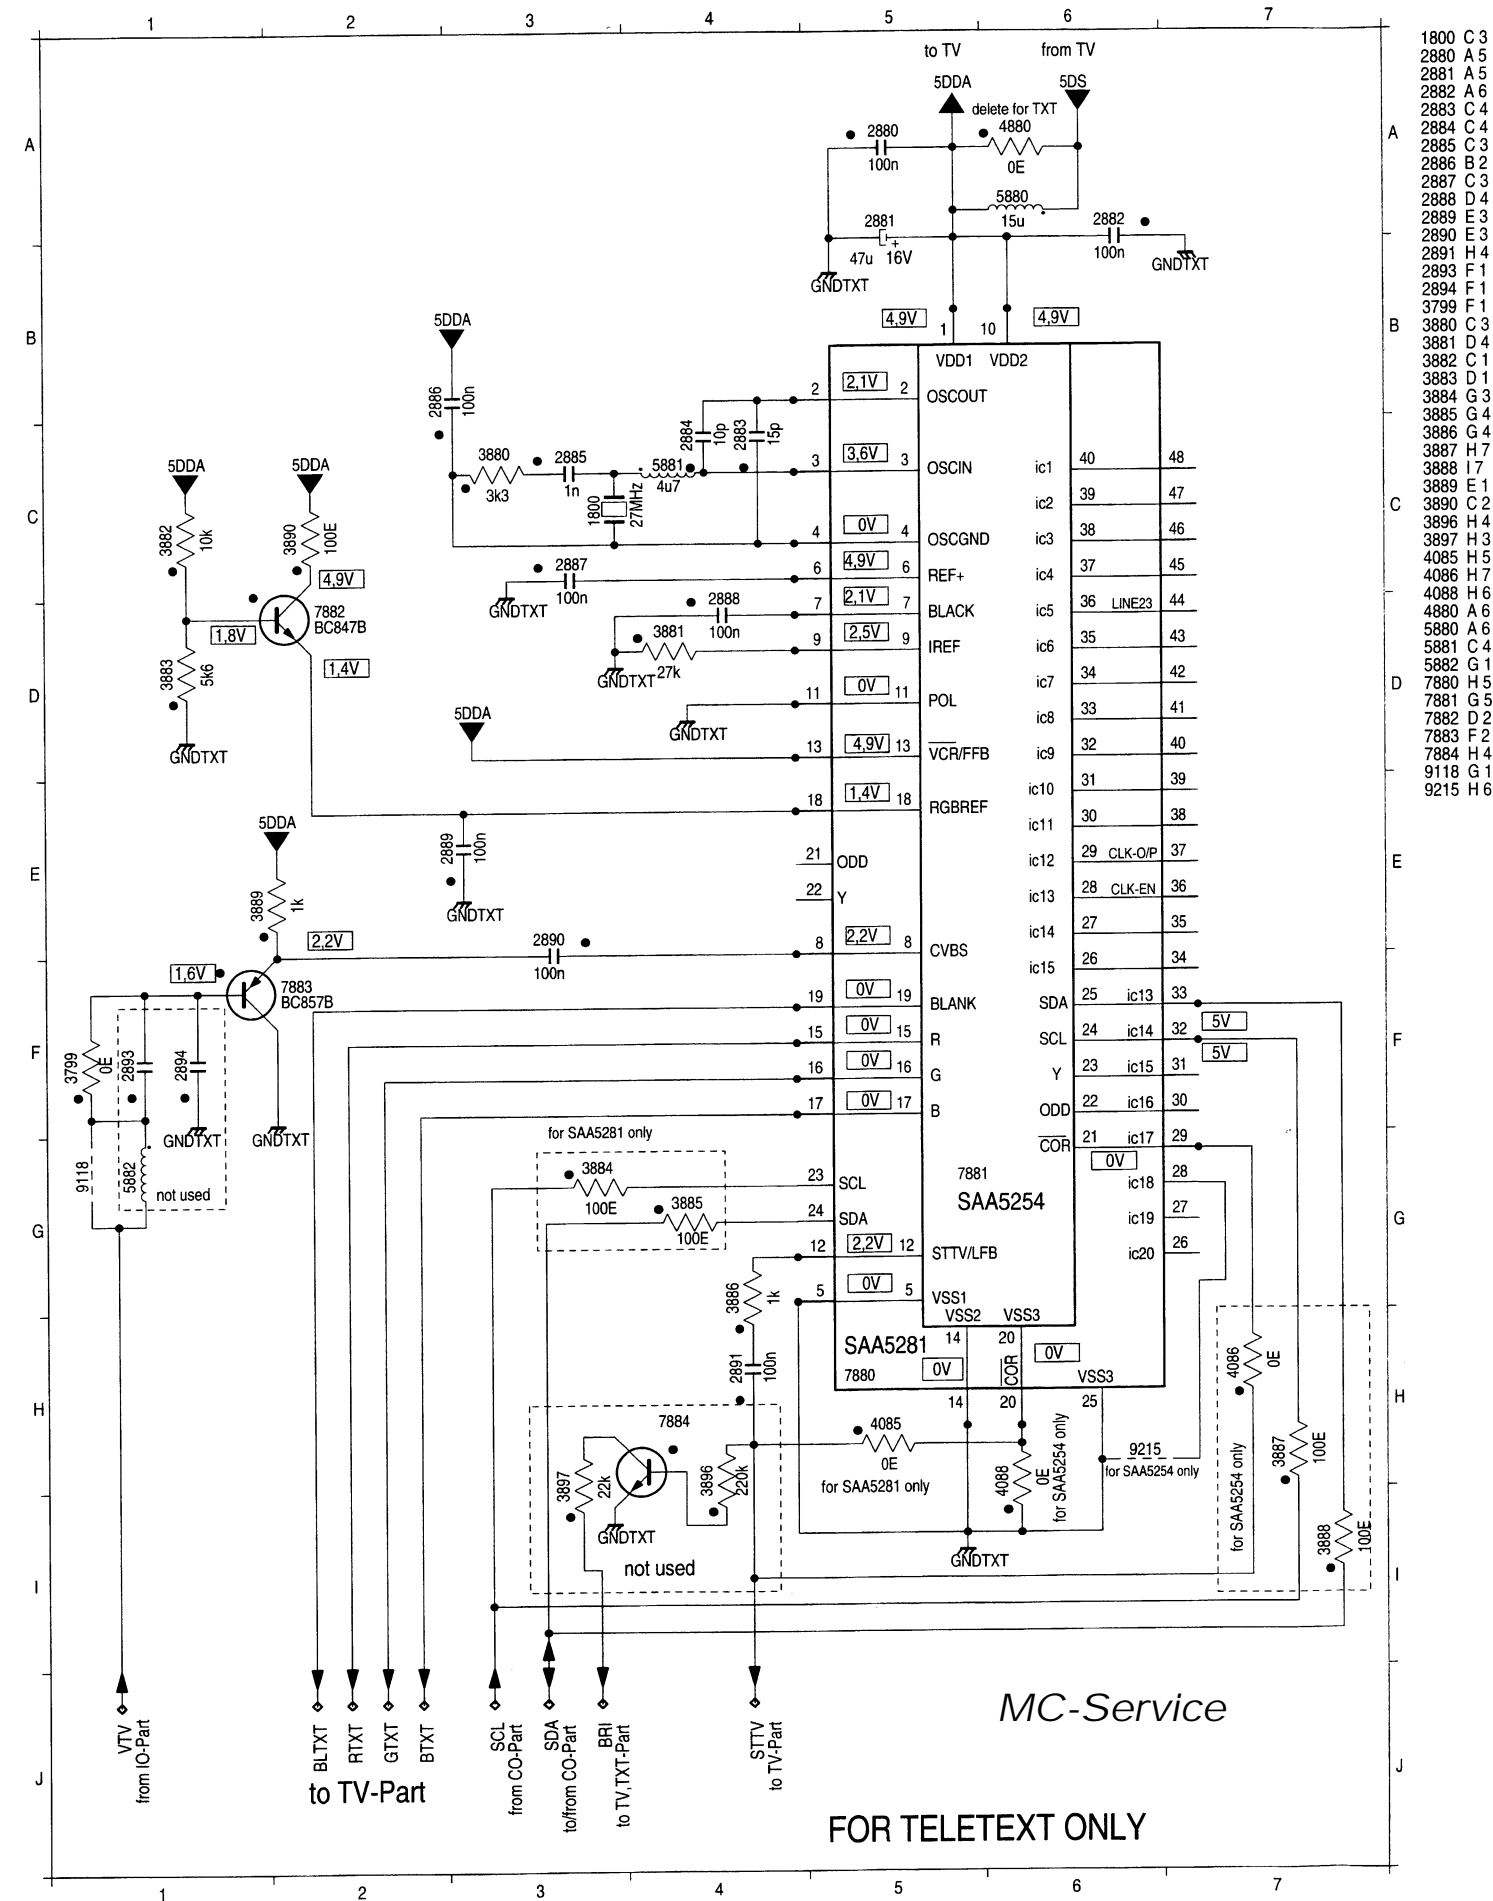 1 2 3 4 5 6 7
to TV from TV
5DDA 5DS
delete for TXT
A 2880 4880 A
100n 0E
5880
15u
2881 2882
47u 16V 100n
GNDTXT GNDTXT
5DDA 4,9V 1 10 4,9V
B B
VDD1 VDD2
2886 100n
2 2,1V 2 OSCOUT
2884 10p 2883 15p
5DDA 5DDA
3880 2885 5881
3k3 1n 4u7
3 3,6V 3 OSCIN ic1 40 48
1800 27MHz
ic2 39 47
C 3882 10k 3890 100E C
4 0V 4 OSCGND ic3 38 46
4,9V
2887
GNDTXT 100n
6 4,9V 6 REF+ ic4 37 45
7882
BC847B
1,8V
2888
100n
7 2,1V 7 BLACK ic5 36 LINE23 44
3881
GNDTXT 27k
9 2,5V 9 IREF ic6 35 43
1,4V
3883 5k6
ic7 34 42
D D
11 0V 11 POL
ic8 33 41
5DDA
GNDTXT GNDTXT
13 4,9V 13 VCR/FFB ic9 32 40
ic10 31 39
18 1,4V 18 RGBREF
ic11 30 38
5DDA
2889 100n
GNDTXT
E E
21 ODD ic12 29 CLK-O/P 37
22 Y ic13 28 CLK-EN 36
3889 1k
ic14 27 35
2,2V 2890
100n
8 2,2V 8 CVBS
ic15 26 34
1,6V
7883
BC857B
19 0V 19 BLANK SDA 25 ic13 33
5V
15 0V 15 R SCL 24 ic14 32
5V
F F
3799 0E 2893 2894
16 0V 16 G Y 23 ic15 31
17 0V 17 B ODD 22 ic16 30
GNDTXT GNDTXT
for SAA5281 only
COR 21 ic17 29
0V
9118 5882 not used
3884
100E
23 SCL 7881 ic18 28
SAA5254
3885
100E
24 SDA ic19 27
G G
12 2,2V 12 STTV/LFB ic20 26
3886 1k
5 0V 5 VSS1
VSS2 VSS3
14 20
SAA5281
7880
0V COR 0V
VSS3
2891 100n
4086 0E
14 20 25
H H
7884
4085
0E
for SAA5281 only
4088 0E
for SAA5254 only
9215
for SAA5254 only
for SAA5254 only
3887 100E
3897 22k 3896 220k
GNDTXT
not used
GNDTXT
3888 100E
I I
VTV
from IO-Part
BLTXT
RTXT
GTXT
BTXT
to TV-Part
SCL
from CO-Part
SDA
to/from CO-Part
BRI
to TV,TXT-Part
STTV
to TV-Part
MC-Service
J J
FOR TELETEXT ONLY
1 2 3 4 5 6 7
1800 C 3
2880 A 5
2881 A 5
2882 A 6
2883 C 4
2884 C 4
2885 C 3
2886 B 2
2887 C 3
2888 D 4
2889 E 3
2890 E 3
2891 H 4
2893 F 1
2894 F 1
3799 F 1
3880 C 3
3881 D 4
3882 C 1
3883 D 1
3884 G 3
3885 G 4
3886 G 4
3887 H 7
3888 I 7
3889 E 1
3890 C 2
3896 H 4
3897 H 3
4085 H 5
4086 H 7
4088 H 6
4880 A 6
5880 A 6
5881 C 4
5882 G 1
7880 H 5
7881 G 5
7882 D 2
7883 F 2
7884 H 4
9118 G 1
9215 H 6